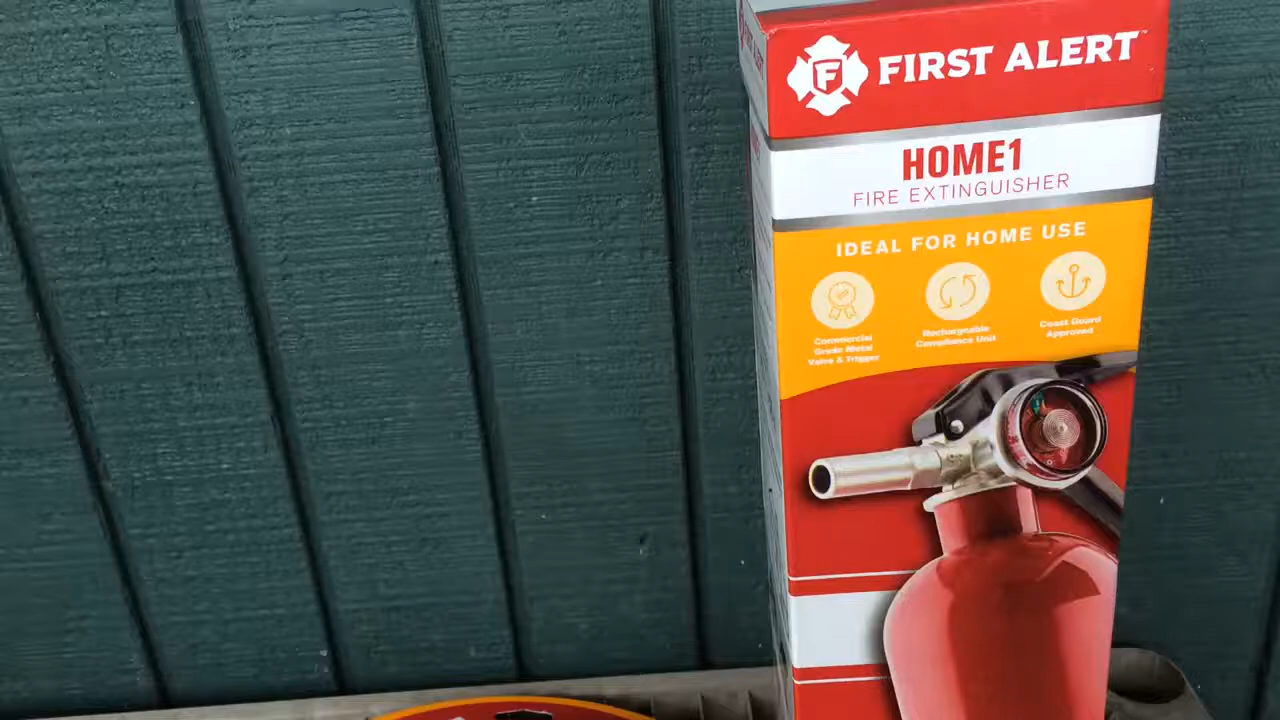 F FIRST ALERT™
HOME1
FIRE EXTINGUISHER
IDEAL FOR HOME USE
Commercial
Grade Metal
Valve & Trigger
Rechargeable
Compliance Unit
Coast Guard
Approved